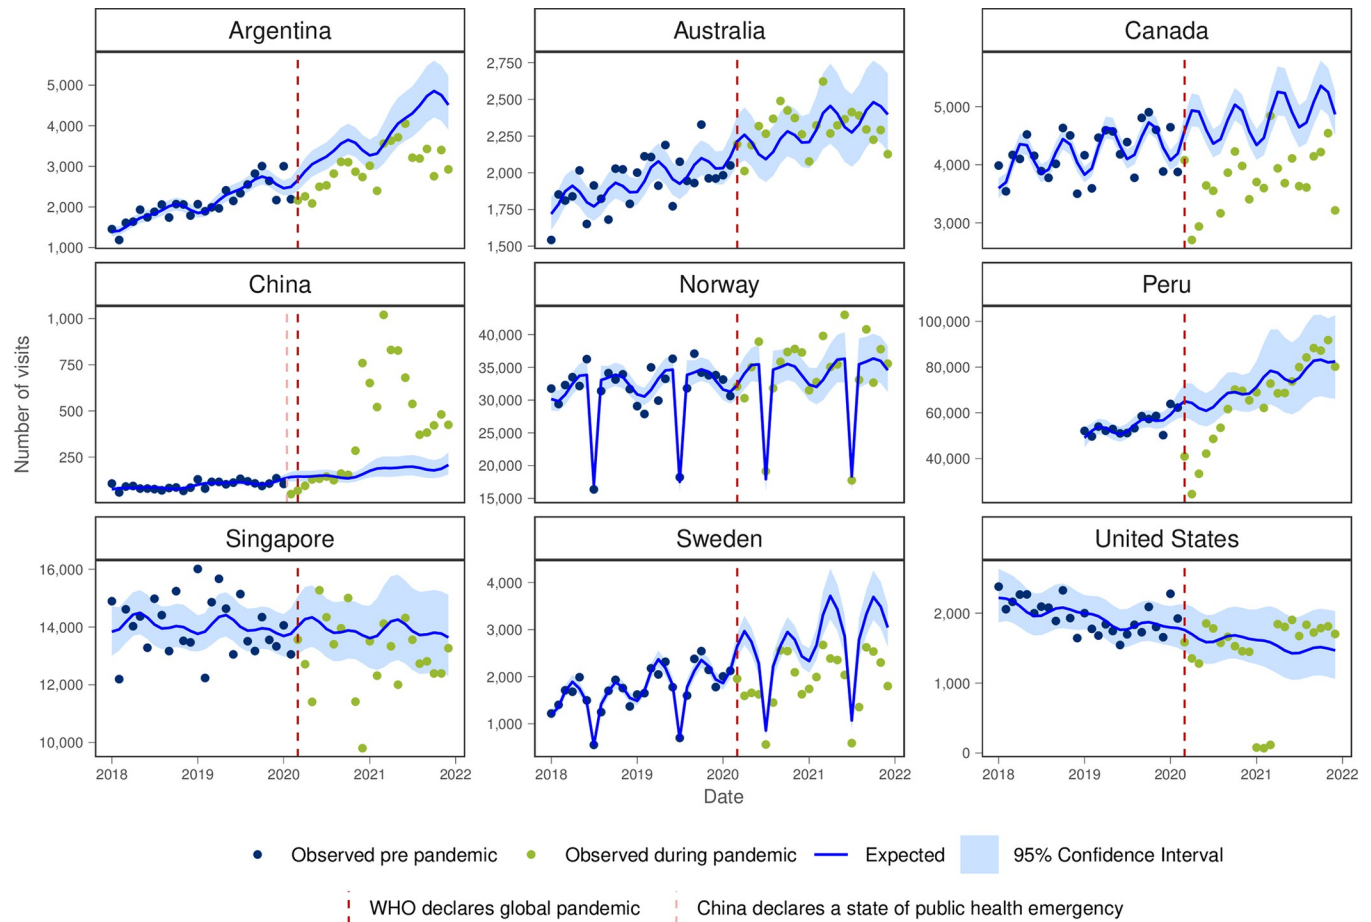 Argentina
Australia
Canada
5,000
4,000
3,000
2,000
1,000
2,750
2,500
2,250
2,000
1,750
1,500
5,000
4,000
3,000
China
Norway
Peru
Number of visits
1,000
750
500
250
40,000
35,000
30,000
25,000
20,000
15,000
100,000
80,000
60,000
40,000
Singapore
Sweden
United States
16,000
14,000
12,000
10,000
4,000
3,000
2,000
1,000
2,000
1,000
0
2018 2019 2020 2021 2022
2018 2019 2020 2021 2022
2018 2019 2020 2021 2022
Date
Observed pre pandemic Observed during pandemic Expected 95% Confidence Interval
WHO declares global pandemic China declares a state of public health emergency